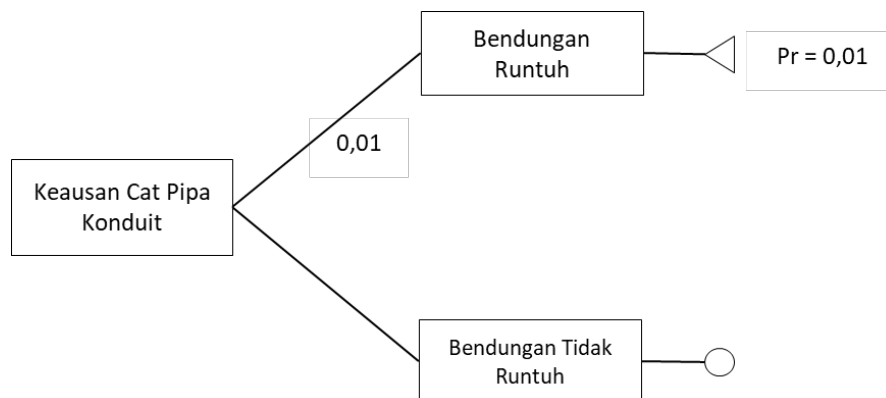 Bendungan
Runtuh
Pr = 0,01
0,01
Keausan Cat Pipa
Konduit
Bendungan Tidak
Runtuh